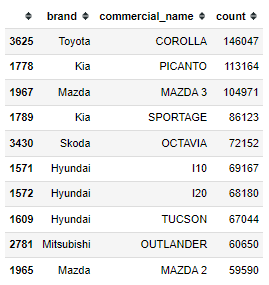 brand commercial_name count
3625 Toyota COROLLA 146047
1778 Kia PICANTO 113164
1967 Mazda MAZDA 3 104971
1789 Kia SPORTAGE 86123
3430 Skoda OCTAVIA 72152
1571 Hyundai I10 69167
1572 Hyundai I20 68180
1609 Hyundai TUCSON 67044
2781 Mitsubishi OUTLANDER 60650
1965 Mazda MAZDA 2 59590